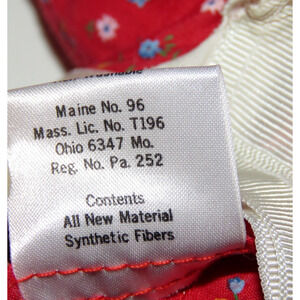 Washable
Maine No. 96
Mass. Lic. No. T196
Ohio 6347 Mo.
Reg. No. Pa. 252
Contents
All New Material
Synthetic Fibers